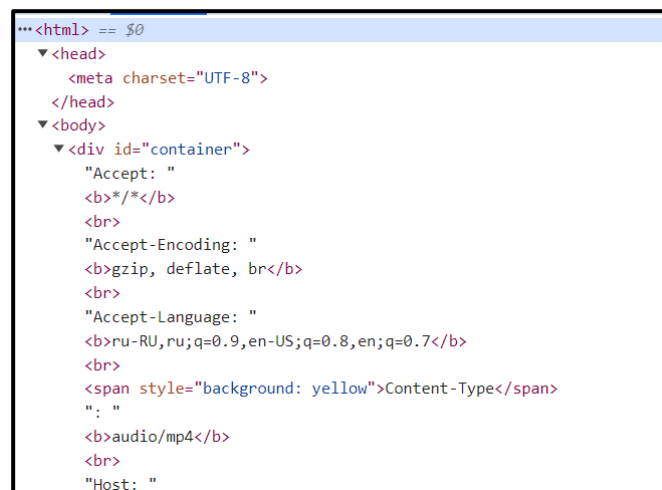 …<html> == $0
▼<head>
<meta charset="UTF-8">
</head>
▼<body>
▼<div id="container">
"Accept: "
<b>*/*</b>
<br>
"Accept-Encoding: "
<b>gzip, deflate, br</b>
<br>
"Accept-Language: "
<b>ru-RU,ru;q=0.9,en-US;q=0.8,en;q=0.7</b>
<br>
<span style="background: yellow">Content-Type</span>
": "
<b>audio/mp4</b>
<br>
"Host: "